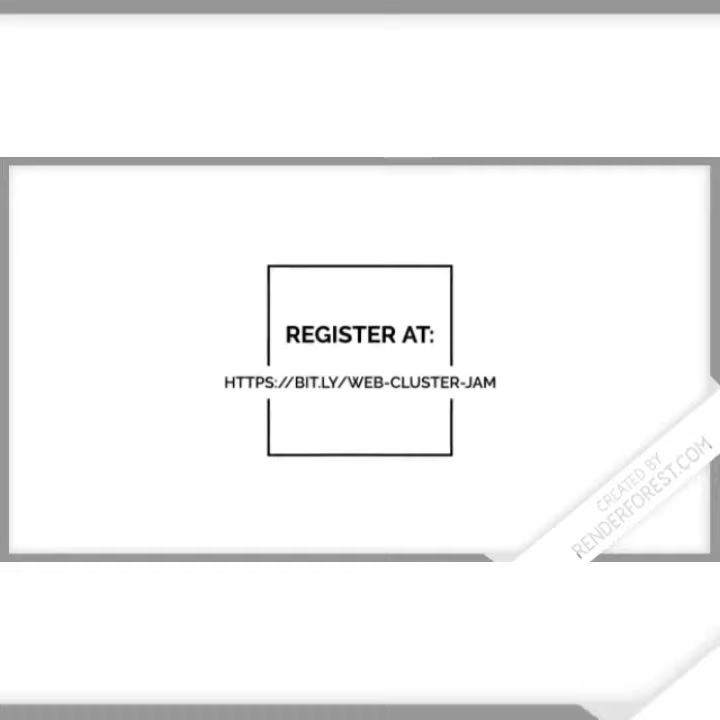 REGISTER AT:
HTTPS://BIT.LY/WEB-CLUSTER-JAM
CREATED BY
RENDERFOREST.COM